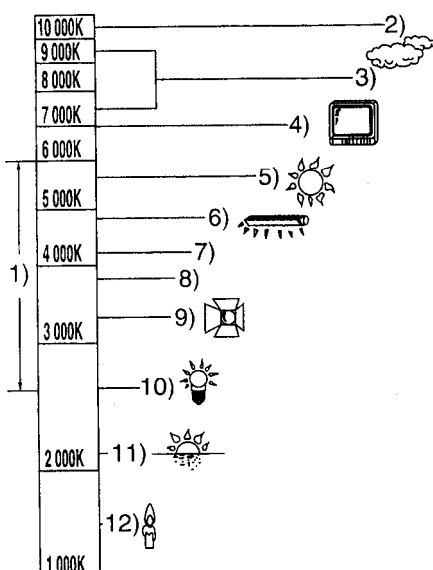 10 000K
2)
9 000K
8 000K
3)
7 000K
4)
6 000K
5)
5 000K
6)
4 000K
7)
1)
8)
9)
3 000K
10)
2 000K
11)
12)
1 000K